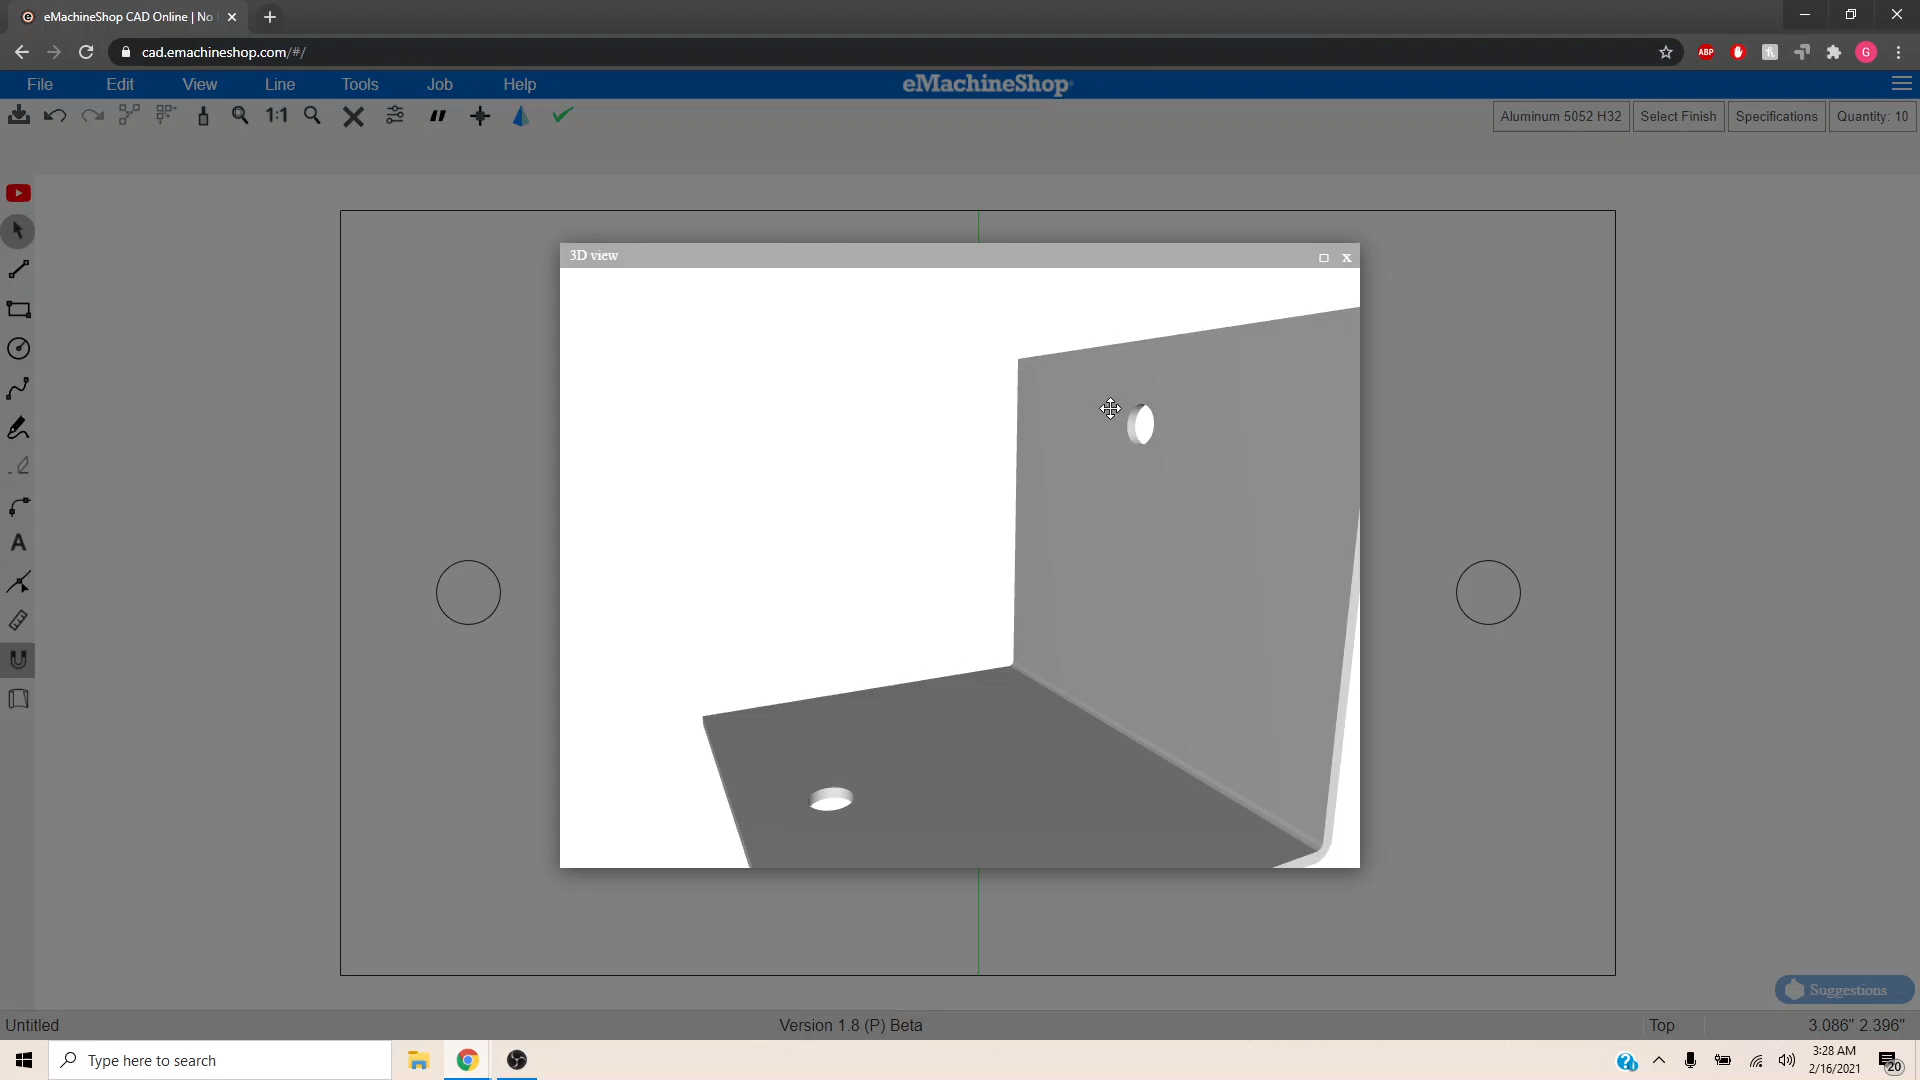 eMachineShop CAD Online | No
cad.emachineshop.com/#/
ABP
G
File Edit View Line Tools Job Help
eMachineShop
1:1
Aluminum 5052 H32
Select Finish
Specifications
Quantity: 10
3D view
x
A
Suggestions
Untitled
Version 1.8 (P) Beta
Top
3.086" 2.396"
Type here to search
3:28 AM
2/16/2021
20